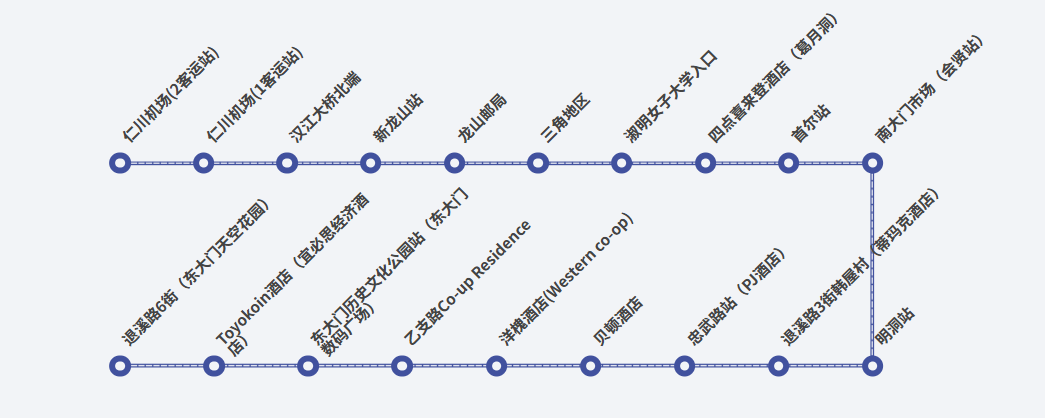 仁川机场(2客运站)
仁川机场(1客运站)
汉江大桥北端
新龙山站
龙山邮局
三角地区
淑明女子大学入口
四点喜来登酒店（葛月洞）
首尔站
南大门市场（会贤站）
退溪路6街（东大门天空花园）
Toyokoin酒店（宜必思经济酒
店）
东大门历史文化公园站（东大门
数码广场）
乙支路Co-up Residence
洋槐酒店(Western co-op)
贝顿酒店
忠武路站（PJ酒店）
退溪路3街韩屋村（蒂玛克酒店）
明洞站